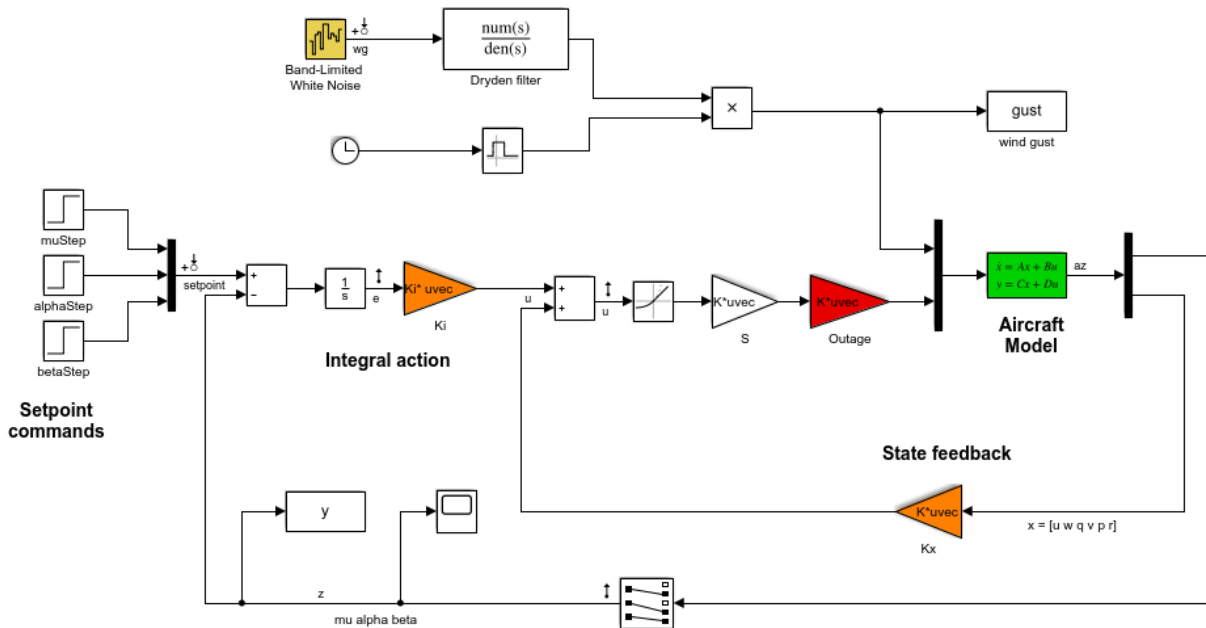 wg
Band-Limited
White Noise
num(s)
den(s)
Dryden filter
×
gust
wind gust
muStep
alphaStep
betaStep
Setpoint
commands
setpoint
+
−
1
s
e
Ki* uvec
Ki
Integral action
u
+
+
u
K*uvec
S
K*uvec
Outage
ẋ = Ax + Bu
y = Cx + Du
az
Aircraft
Model
State feedback
K*uvec
Kx
x = [u w q v p r]
y
z
mu alpha beta